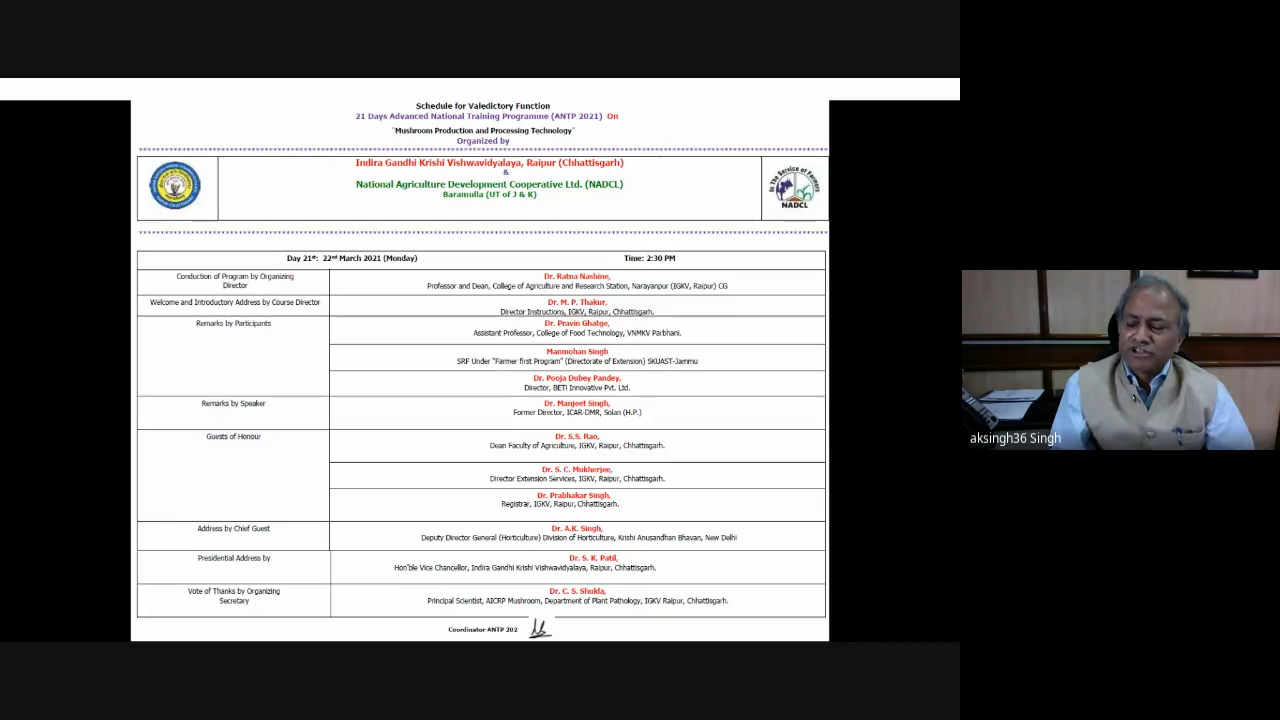 Schedule for Valedictory Function
21 Days Advanced National Training Programme (ANTP 2021) On
"Mushroom Production and Processing Technology"
Organized by
Indira Gandhi Krishi Vishwavidyalaya, Raipur (Chhattisgarh)
&
National Agriculture Development Cooperative Ltd. (NADCL)
Baramulla (UT of J & K)
In The Service of Farmers
NADCL
Day 21st: 22nd March 2021 (Monday) Time: 2:30 PM
Conduction of Program by Organizing
Director
Dr. Ratna Nashine,
Professor and Dean, College of Agriculture and Research Station, Narayanpur (IGKV, Raipur) CG
Welcome and Introductory Address by Course Director
Dr. M. P. Thakur,
Director Instructions, IGKV, Raipur, Chhattisgarh.
Remarks by Participants
Dr. Pravin Ghatge,
Assistant Professor, College of Food Technology, VNMKV Parbhani.
Manmohan Singh
SRF Under "Farmer first Program" (Directorate of Extension) SKUAST-Jammu
Dr. Pooja Dubey Pandey,
Director, BETi Innovative Pvt. Ltd.
Remarks by Speaker
Dr. Manjeet Singh,
Former Director, ICAR-DMR, Solan (H.P.)
Guests of Honour
Dr. S.S. Rao,
Dean Faculty of Agriculture, IGKV, Raipur, Chhattisgarh.
Dr. S. C. Mukherjee,
Director Extension Services, IGKV, Raipur, Chhattisgarh.
Dr. Prabhakar Singh,
Registrar, IGKV, Raipur, Chhattisgarh.
Address by Chief Guest
Dr. A.K. Singh,
Deputy Director General (Horticulture) Division of Horticulture, Krishi Anusandhan Bhavan, New Delhi
Presidential Address by
Dr. S. K. Patil,
Hon'ble Vice Chancellor, Indira Gandhi Krishi Vishwavidyalaya, Raipur, Chhattisgarh.
Vote of Thanks by Organizing
Secretary
Dr. C. S. Shukla,
Principal Scientist, AICRP Mushroom, Department of Plant Pathology, IGKV Raipur, Chhattisgarh.
Coordinator ANTP 202
aksingh36 Singh